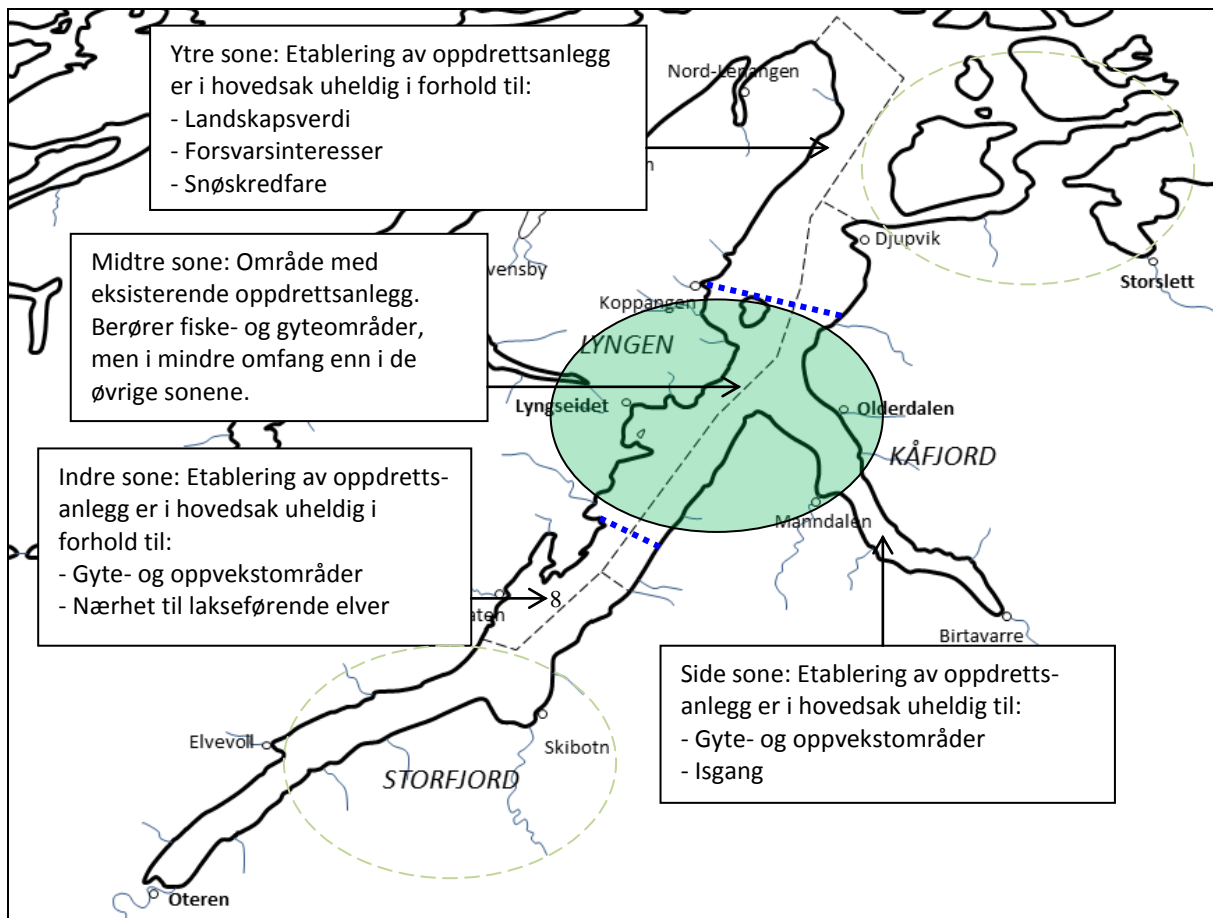 Ytre sone: Etablering av oppdrettsanlegg
er i hovedsak uheldig i forhold til:
- Landskapsverdi
- Forsvarsinteresser
- Snøskredfare
Nord-Lenangen
Midtre sone: Område med
eksisterende oppdrettsanlegg.
Berører fiske- og gyteområder,
men i mindre omfang enn i de
øvrige sonene.
vensby
Djupvik
Storslett
Koppangen
LYNGEN
Lyngseidet
Olderdalen
KÅFJORD
Indre sone: Etablering av oppdretts-
anlegg er i hovedsak uheldig i
forhold til:
- Gyte- og oppvekstområder
- Nærhet til lakseførende elver
Manndalen
aten
8
Birtavarre
Side sone: Etablering av oppdretts-
anlegg er i hovedsak uheldig til:
- Gyte- og oppvekstområder
- Isgang
Elvevoll
Skibotn
STORFJORD
Oteren